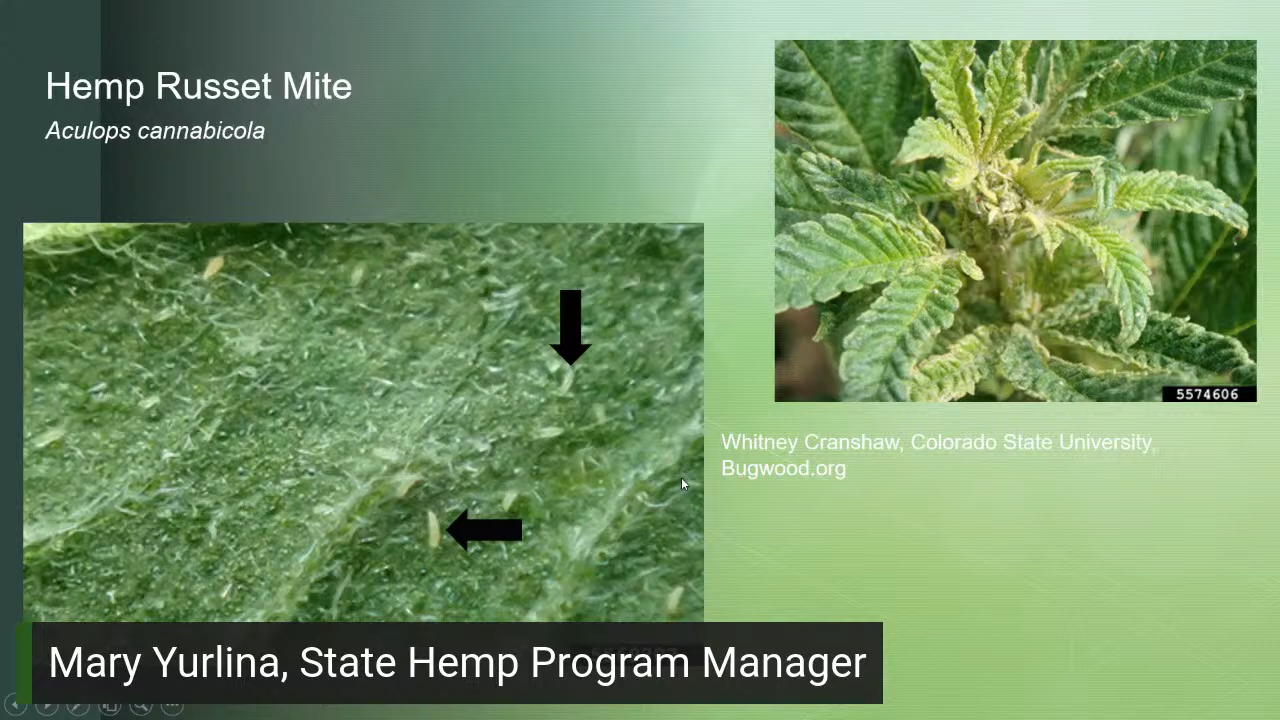 Hemp Russet Mite
Aculops cannabicola
5574606
Whitney Cranshaw, Colorado State University,
Bugwood.org
Mary Yurlina, State Hemp Program Manager